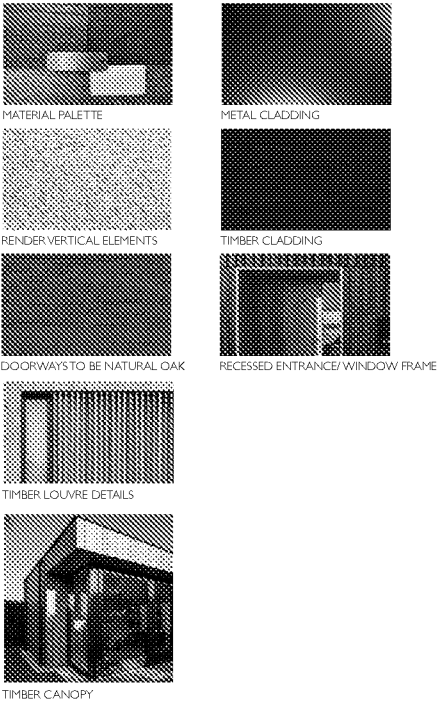 MATERIAL PALETTE
METAL CLADDING
RENDER VERTICAL ELEMENTS
TIMBER CLADDING
DOORWAYS TO BE NATURAL OAK
RECESSED ENTRANCE/ WINDOW FRAME
TIMBER LOUVRE DETAILS
TIMBER CANOPY